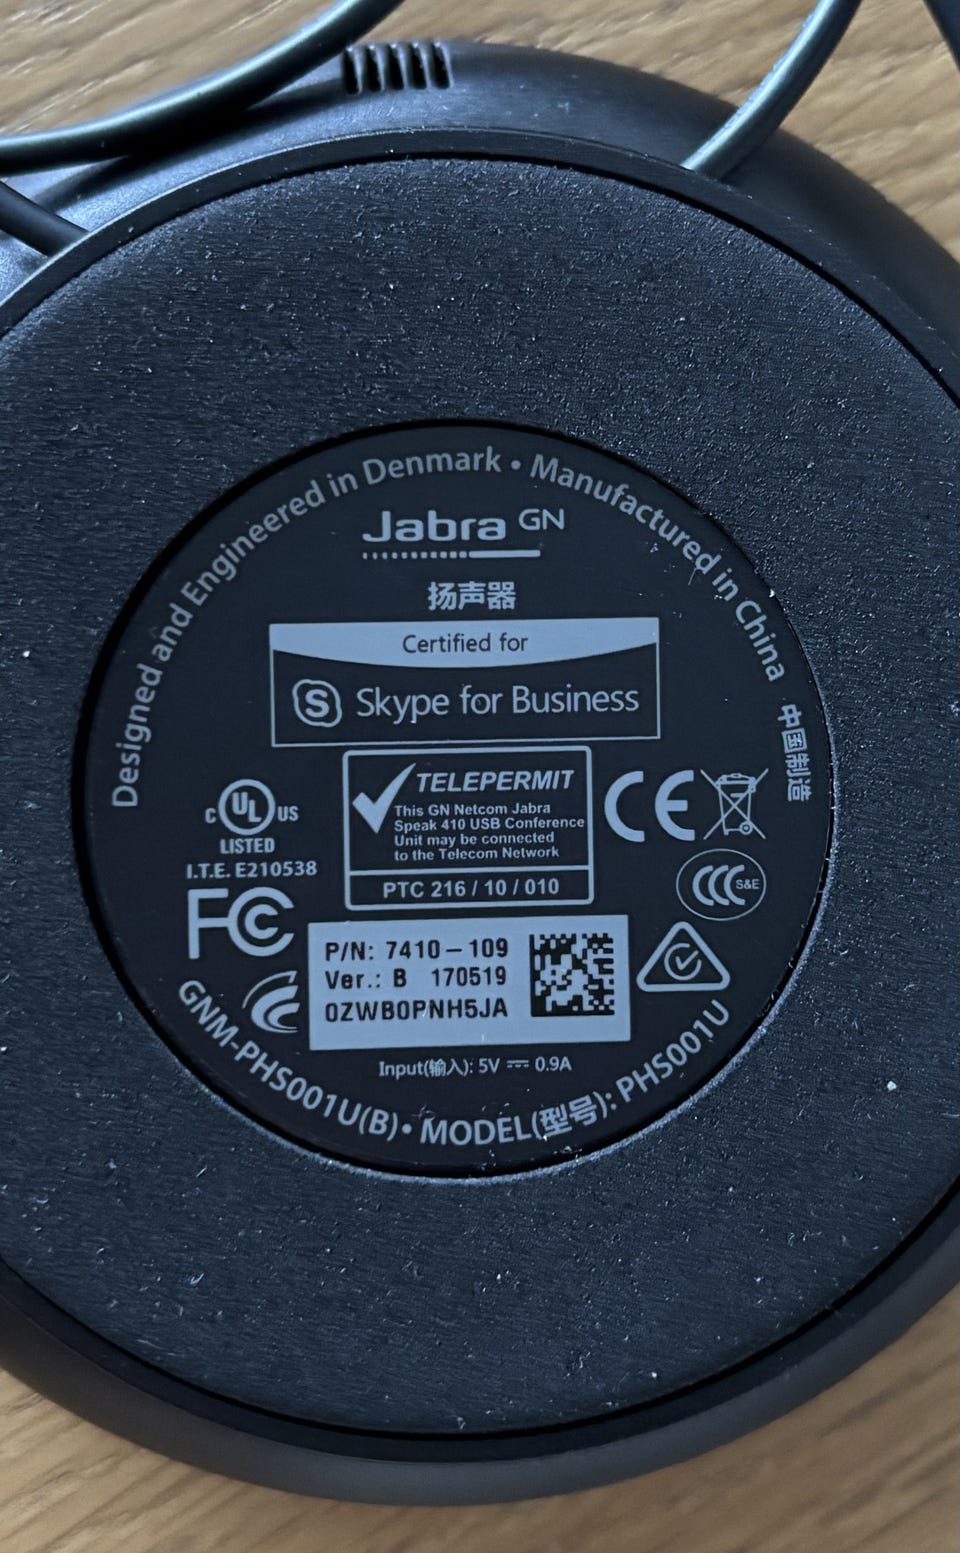 Designed and Engineered in Denmark • Manufactured in China 中国制造
Jabra GN
扬声器
Certified for
Skype for Business
TELEPERMIT
This GN Netcom Jabra
Speak 410 USB Conference
Unit may be connected
to the Telecom Network
PTC 216 / 10 / 010
C UL US
LISTED
I.T.E. E210538
CE
FC
CCC S&E
P/N: 7410-109
Ver.: B 170519
0ZWB0PNH5JA
Input(输入): 5V ⎓ 0.9A
GNM-PHS001U(B) • MODEL(型号): PHS001U